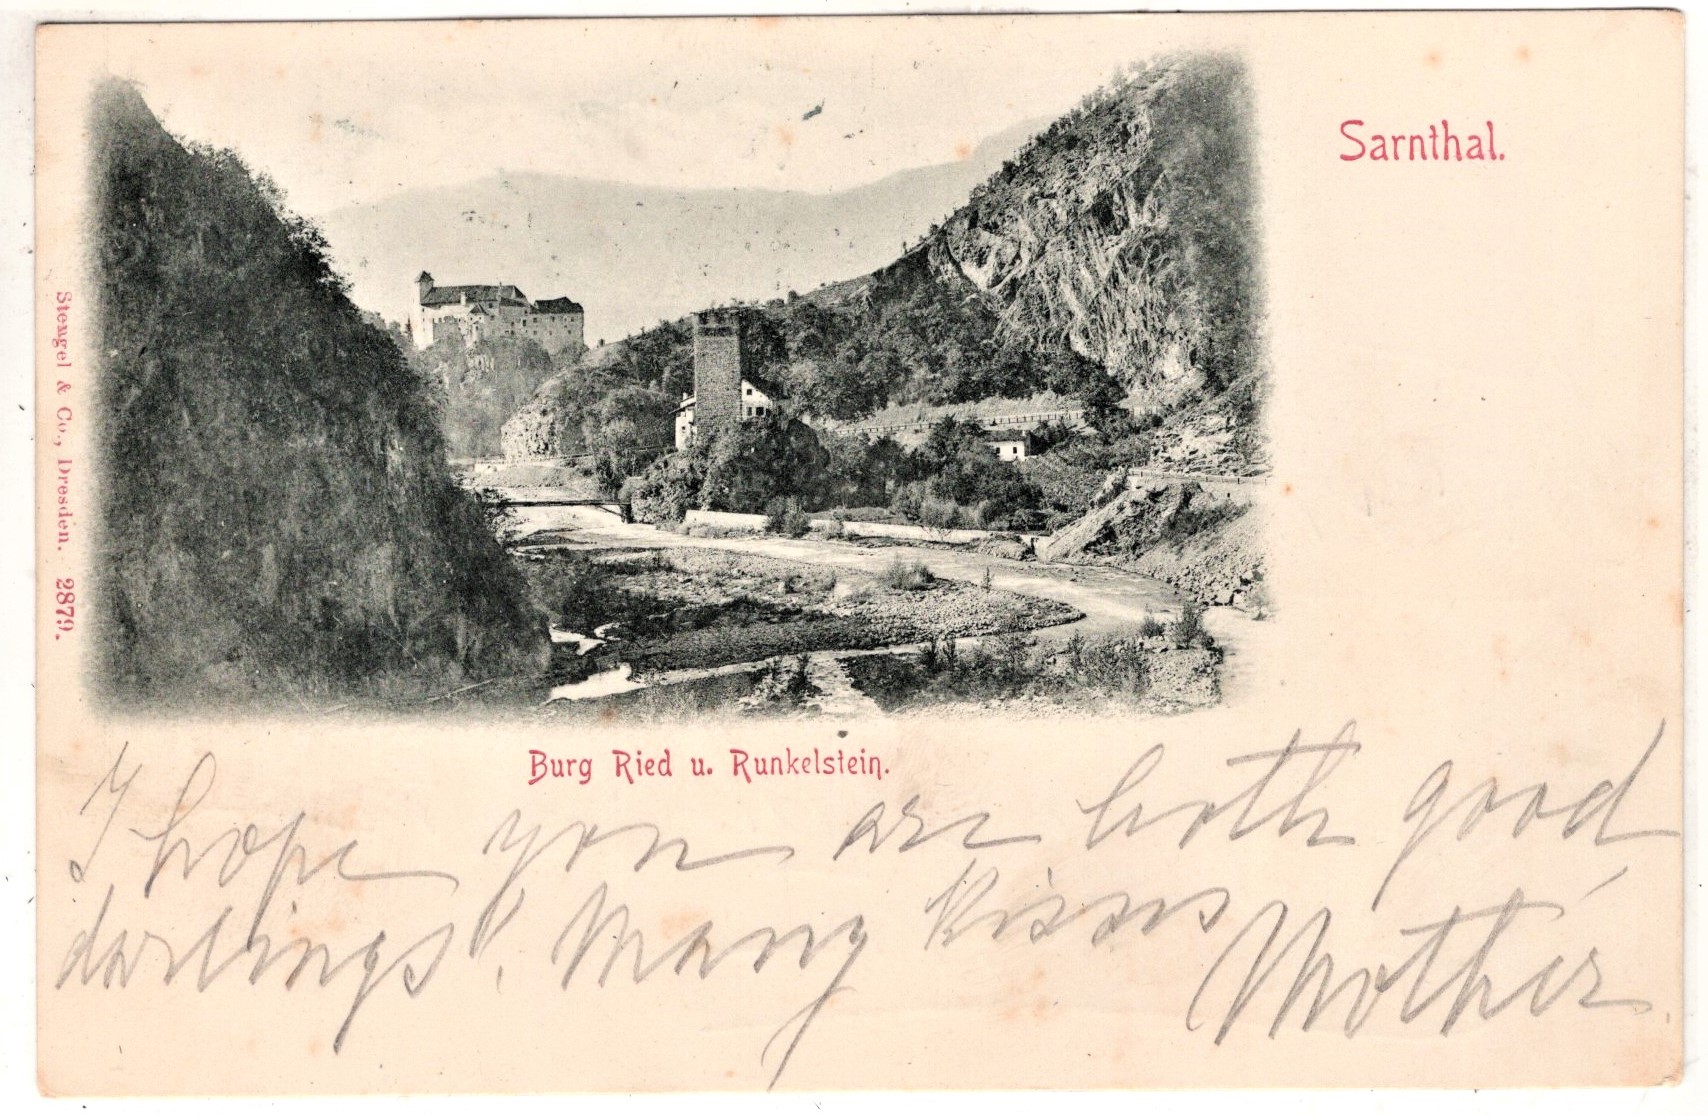 Sarnthal.
Stengel & Co., Dresden. 2879.
Burg Ried u. Runkelstein.
I hope you are both good
darlings! Many kisses
Mother